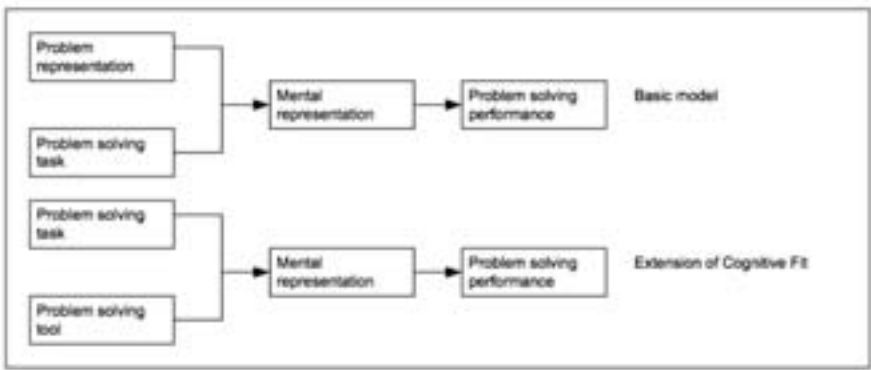 Problem
representation
Mental
representation
Problem solving
performance
Basic model
Problem solving
task
Problem solving
task
Mental
representation
Problem solving
performance
Extension of Cognitive Fit
Problem solving
tool